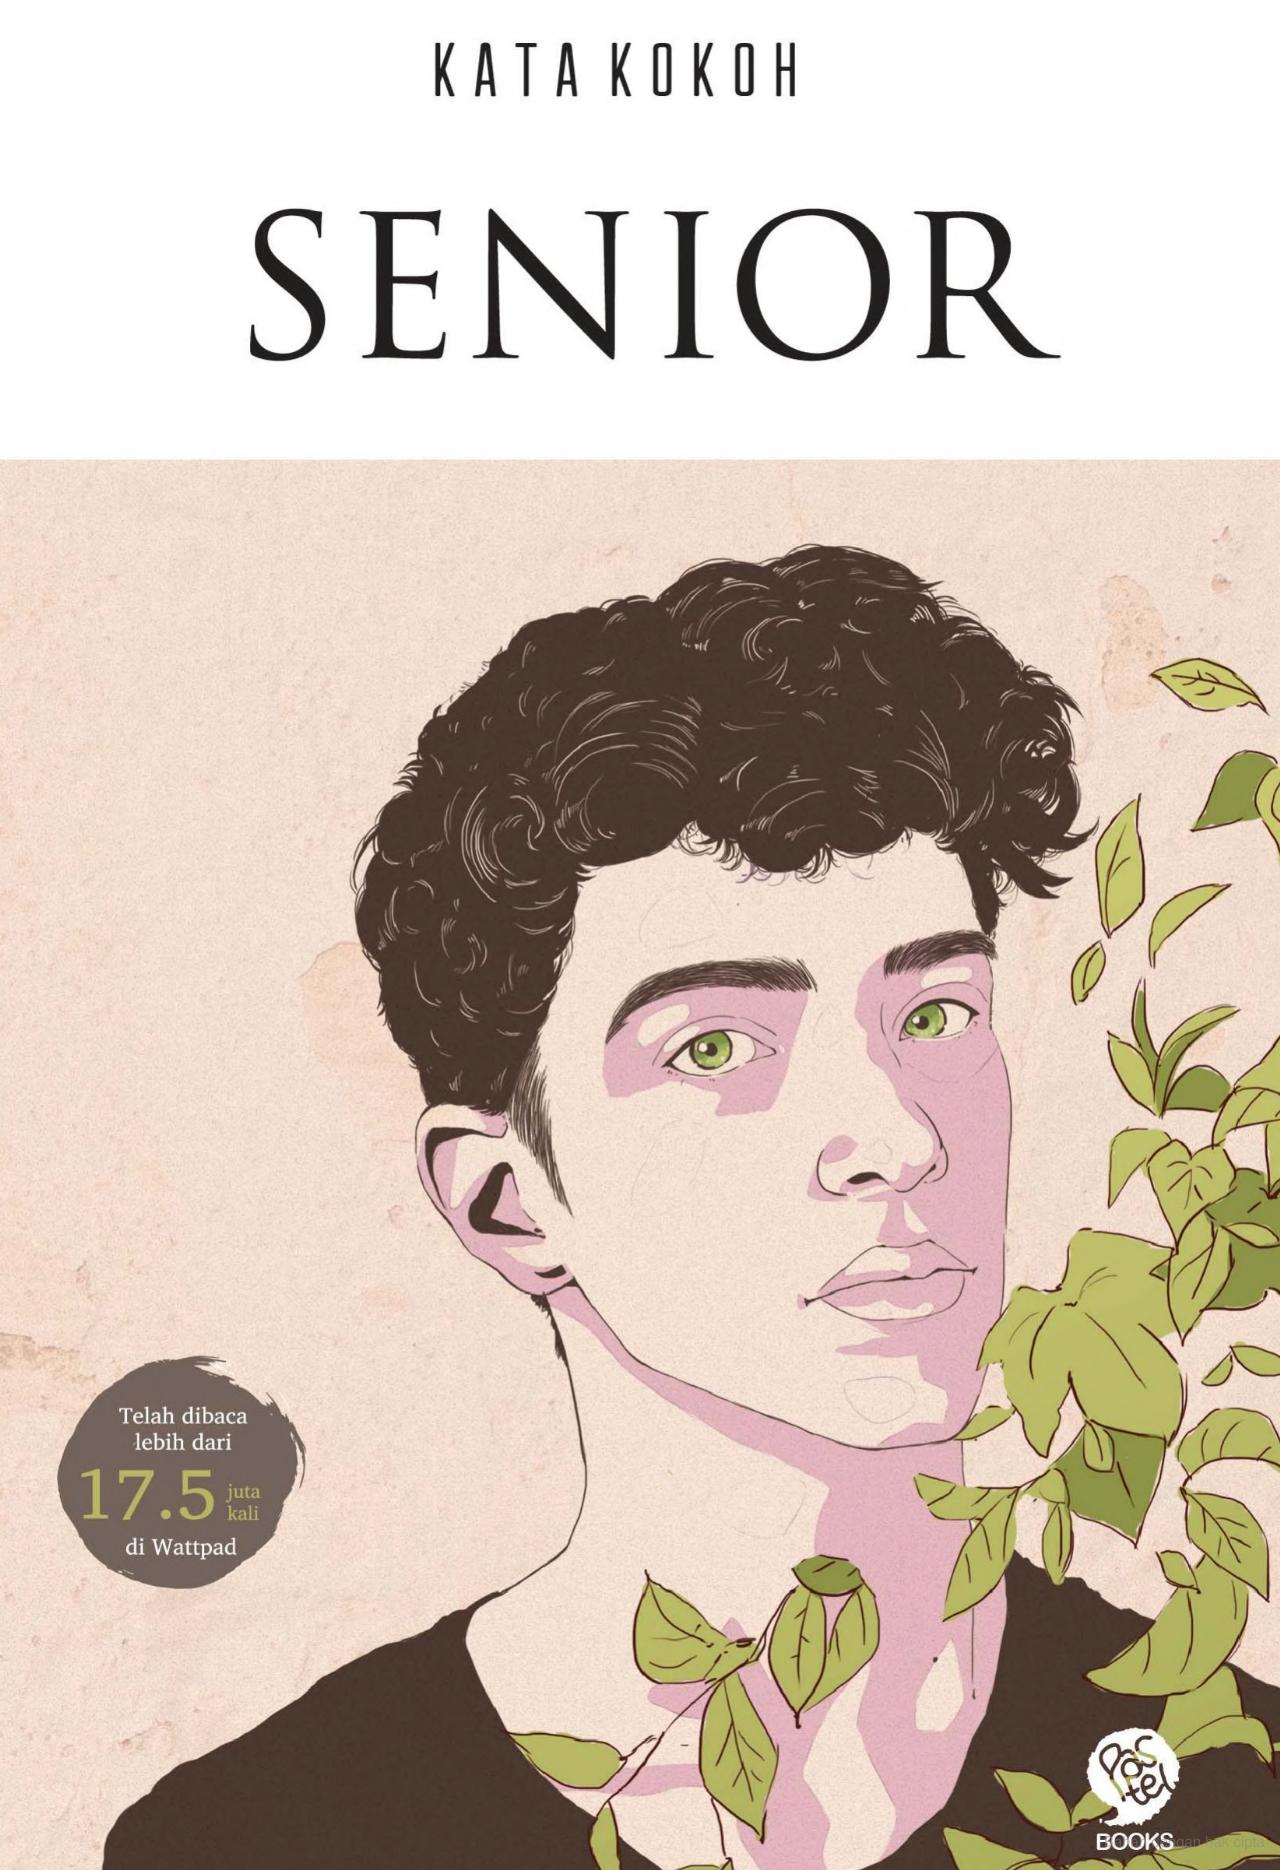 KATA KOKOH
SENIOR
Telah dibaca
lebih dari
17.5 juta
kali
di Wattpad
Pastel
BOOKS